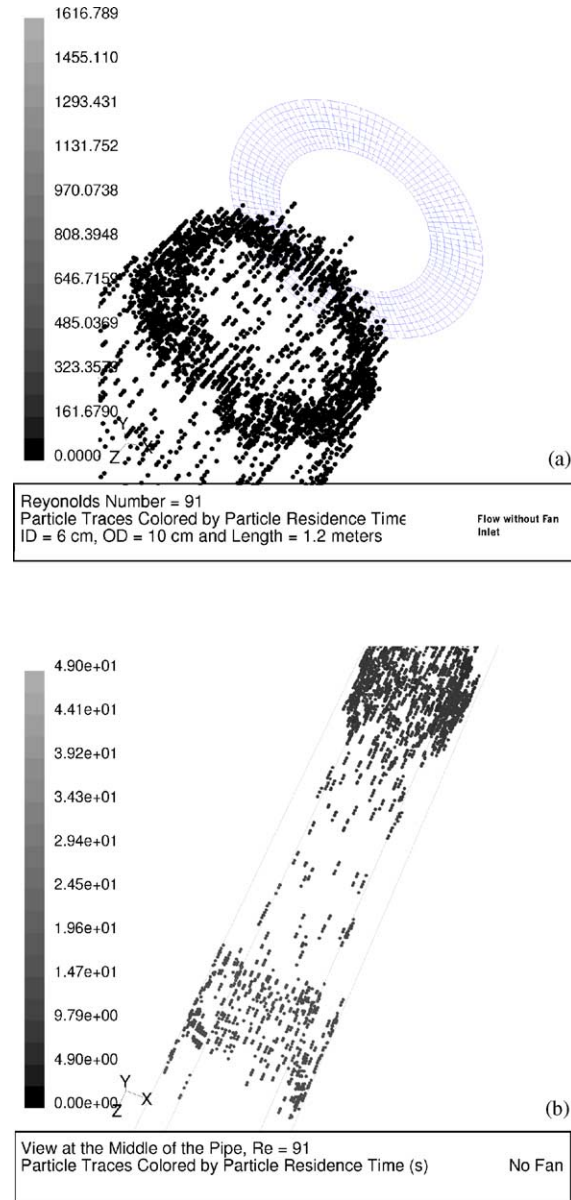 1616.789
1455.110
1293.431
1131.752
970.0738
808.3948
646.7159
485.0369
323.3579
161.6790
0.0000
Y
Z
(a)
Reyonolds Number = 91
Particle Traces Colored by Particle Residence Time
ID = 6 cm, OD = 10 cm and Length = 1.2 meters
Flow without Fan
Inlet
4.90e+01
4.41e+01
3.92e+01
3.43e+01
2.94e+01
2.45e+01
1.96e+01
1.47e+01
9.79e+00
4.90e+00
0.00e+00
Y
X
Z
(b)
View at the Middle of the Pipe, Re = 91
Particle Traces Colored by Particle Residence Time (s)
No Fan